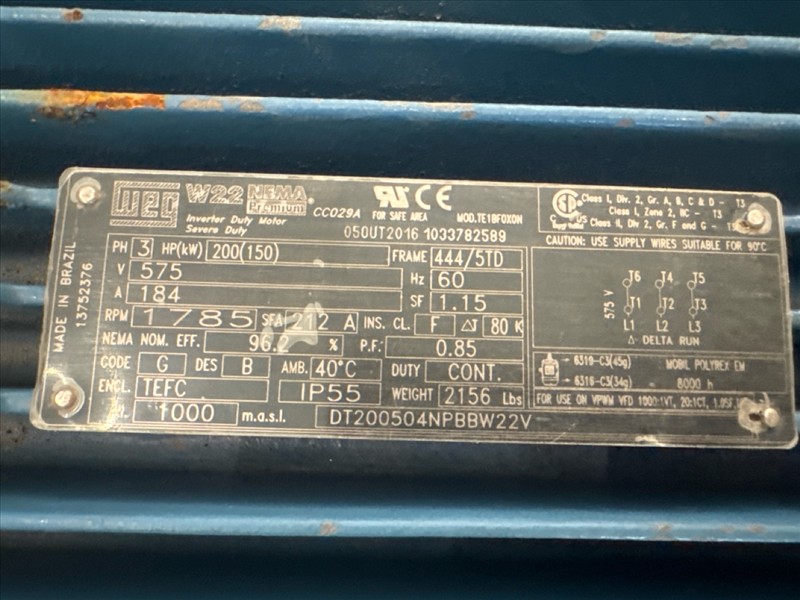 WEG W22 NEMA Premium
Inverter Duty Motor
Severe Duty
CC029A
FOR SAFE AREA
MOD.TE1BF0X0N
05OUT2016 1033782589
MADE IN BRAZIL
13752376
PH 3 HP(kW) 200(150) FRAME 444/5TD
V 575 Hz 60
A 184 SF 1.15
RPM 1785 SFA 212 A INS. CL. F ΔT 80 K
NEMA NOM. EFF. 96.2 % P.F. 0.85
CODE G DES B AMB. 40°C DUTY CONT.
ENCL. TEFC IP55 WEIGHT 2156 Lbs
1000 m.a.s.l. DT200504NPBBW22V
Class I, Div. 2, Gr. A, B, C & D - T3
Class I, Zone 2, IIC - T3
Class II, Div 2, Gr. F and G -
CAUTION: USE SUPPLY WIRES SUITABLE FOR 90°C
T6 T4 T5
575 V
T1 T2 T3
L1 L2 L3
Δ- DELTA RUN
6319-C3(45g) MOBIL POLYREX EM
6316-C3(34g) = 8000 h
FOR USE ON VPWM VFD 1000:1VT, 20:1CT,